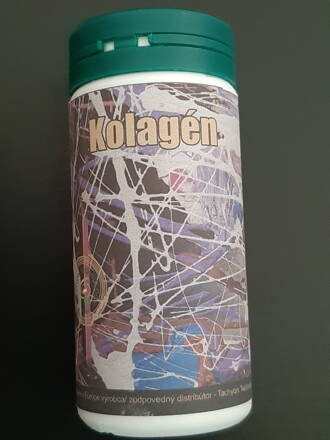 Kolagén
výrobca/ zodpovedný distribútor - Tachyon